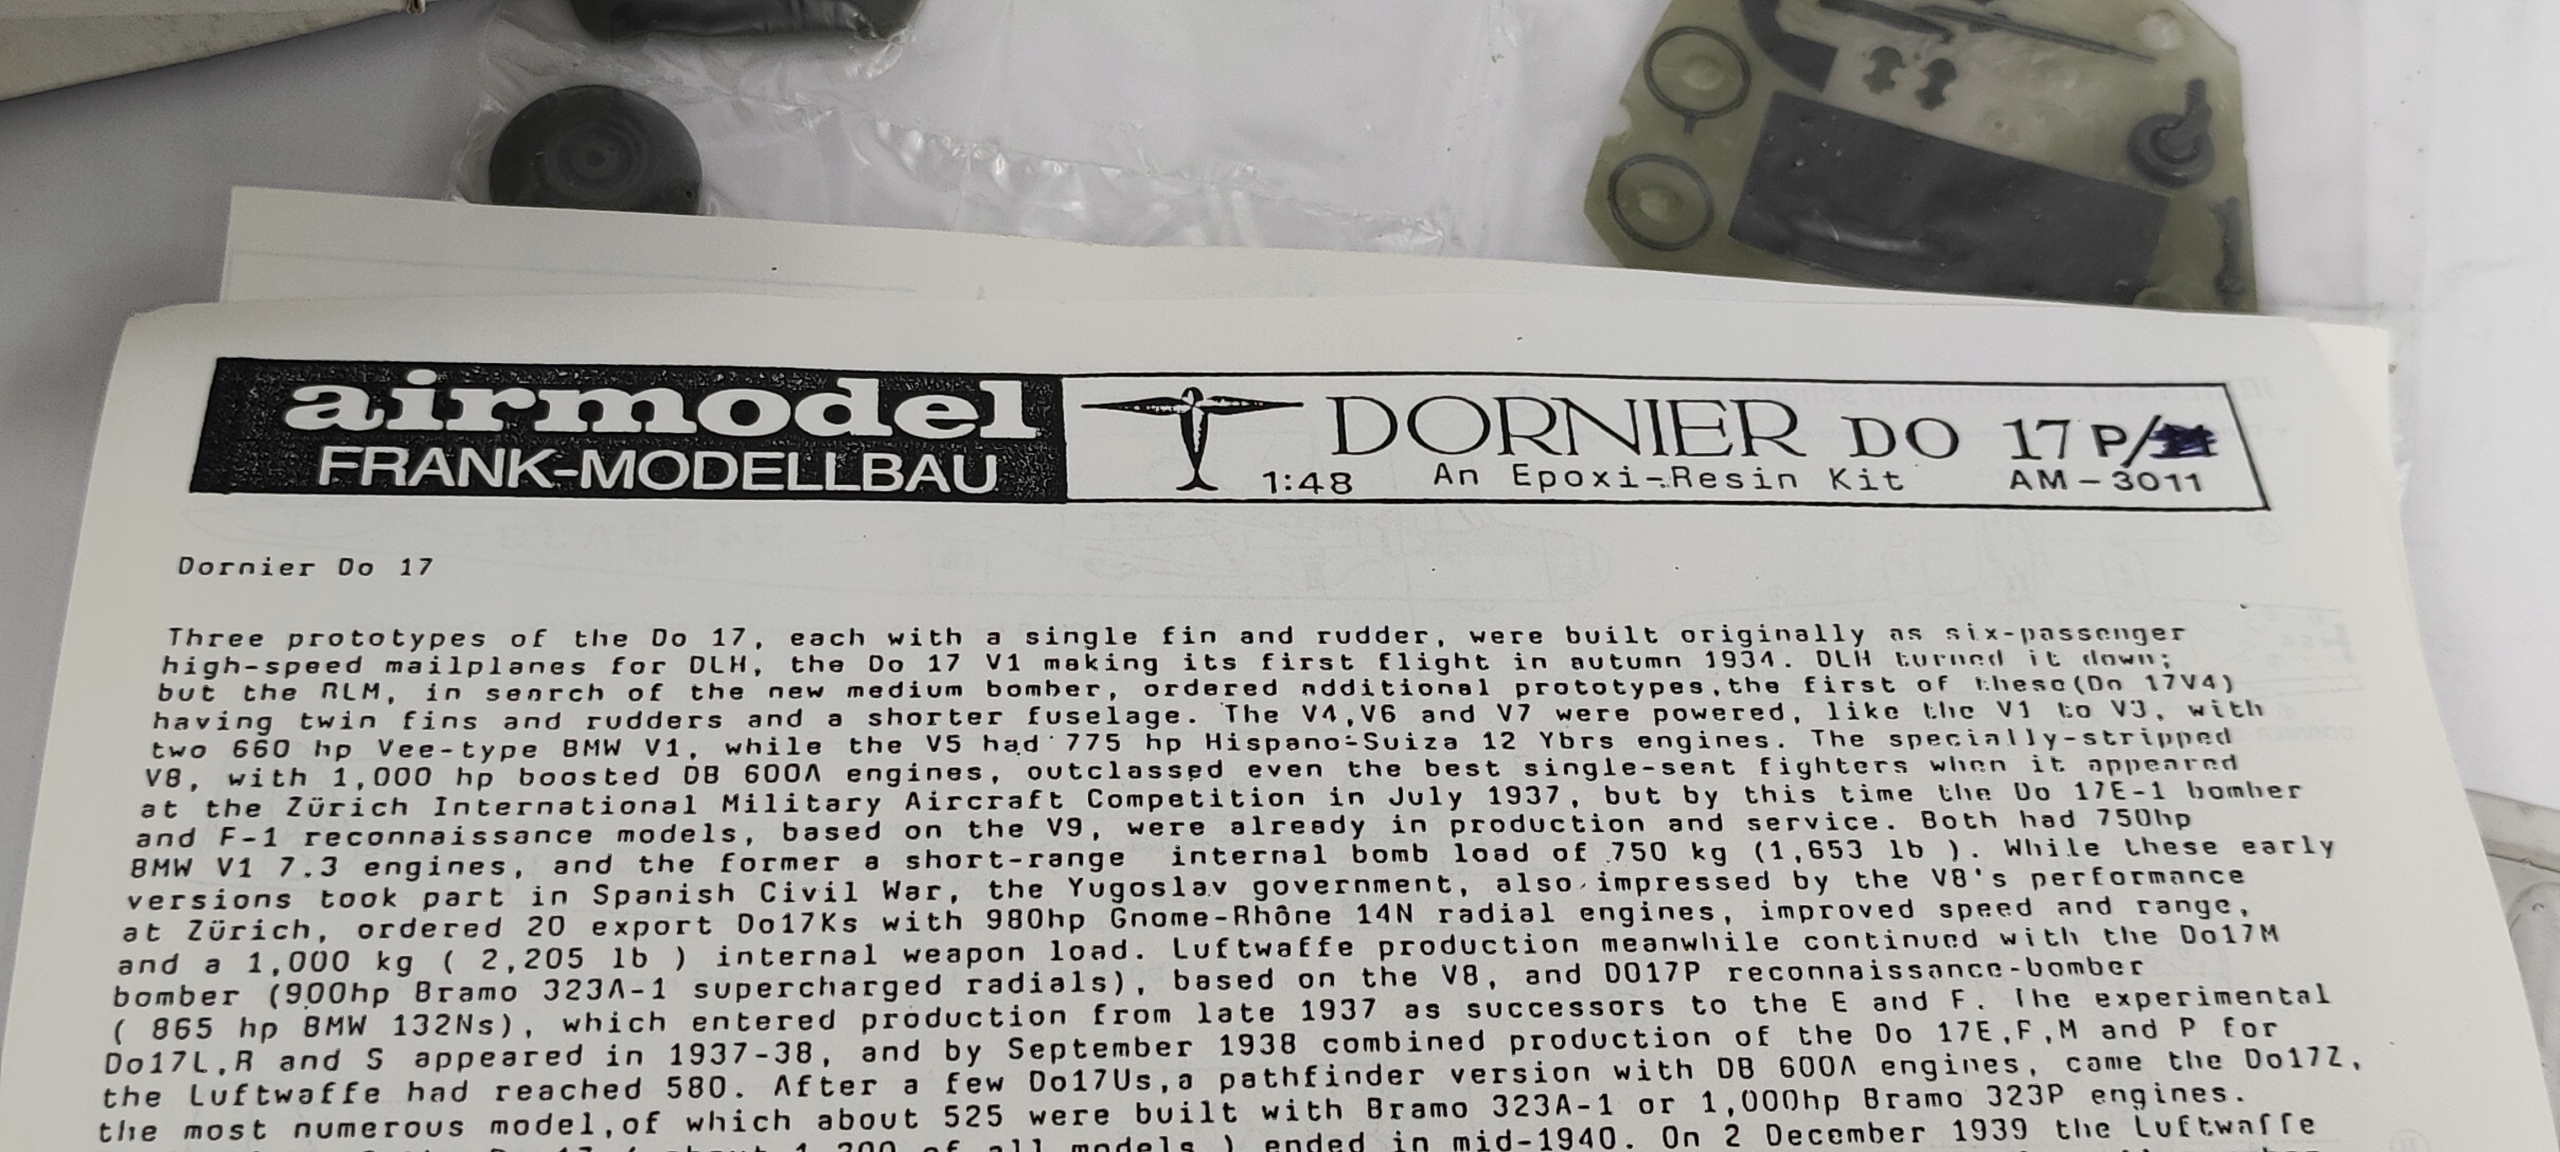 airmodel
FRANK-MODELLBAU
DORNIER DO 17 P/
1:48 An Epoxi-Resin Kit AM-3011
Dornier Do 17
Three prototypes of the Do 17, each with a single fin and rudder, were built originally as six-passenger
high-speed mailplanes for DLH, the Do 17 V1 making its first flight in autumn 1934. DLH turned it down;
but the RLM, in search of the new medium bomber, ordered additional prototypes,the first of these(Do 17V4)
having twin fins and rudders and a shorter fuselage. The V4,V6 and V7 were powered, like the V1 to V3, with
two 660 hp Vee-type BMW V1, while the V5 had 775 hp Hispano-Suiza 12 Ybrs engines. The specially-stripped
V8, with 1,000 hp boosted DB 600A engines, outclassed even the best single-seat fighters when it appeared
at the Zürich International Military Aircraft Competition in July 1937, but by this time the Do 17E-1 bomber
and F-1 reconnaissance models, based on the V9, were already in production and service. Both had 750hp
BMW V1 7.3 engines, and the former a short-range internal bomb load of 750 kg (1,653 lb ). While these early
versions took part in Spanish Civil War, the Yugoslav government, also impressed by the V8's performance
at Zürich, ordered 20 export Do17Ks with 980hp Gnome-Rhône 14N radial engines, improved speed and range,
and a 1,000 kg ( 2,205 lb ) internal weapon load. Luftwaffe production meanwhile continued with the Do17M
bomber (900hp Bramo 323A-1 supercharged radials), based on the V8, and DO17P reconnaissance-bomber
( 865 hp BMW 132Ns), which entered production from late 1937 as successors to the E and F. The experimental
Do17L,R and S appeared in 1937-38, and by September 1938 combined production of the Do 17E,F,M and P for
the Luftwaffe had reached 580. After a few Do17Us,a pathfinder version with DB 600A engines, came the Do17Z,
the most numerous model,of which about 525 were built with Bramo 323A-1 or 1,000hp Bramo 323P engines.
of all models ) ended in mid-1940. On 2 December 1939 the Luftwaffe